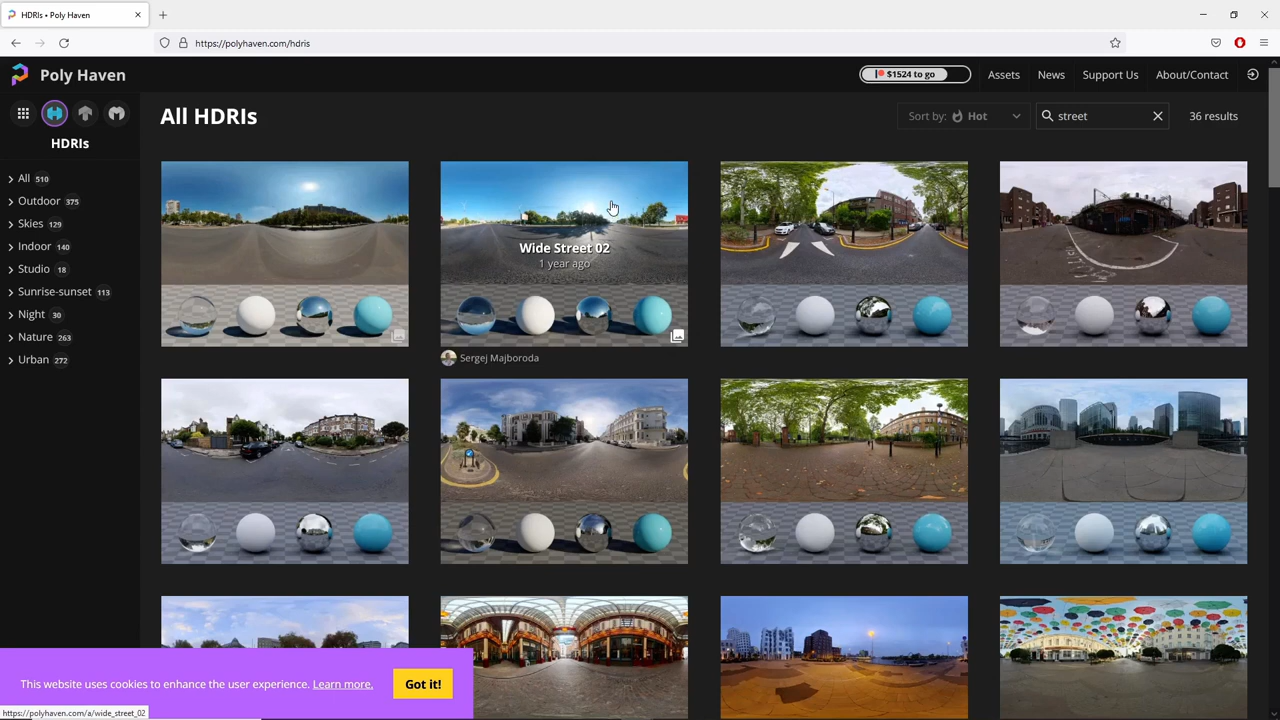 HDRIs • Poly Haven
https://polyhaven.com/hdris
Poly Haven
$1524 to go
Assets
News
Support Us
About/Contact
HDRIs
All 510
Outdoor 375
Skies 129
Indoor 140
Studio 18
Sunrise-sunset 113
Night 30
Nature 263
Urban 272
All HDRIs
Sort by: Hot
street
36 results
Wide Street 02
1 year ago
Sergej Majboroda
This website uses cookies to enhance the user experience. Learn more.
Got it!
https://polyhaven.com/a/wide_street_02